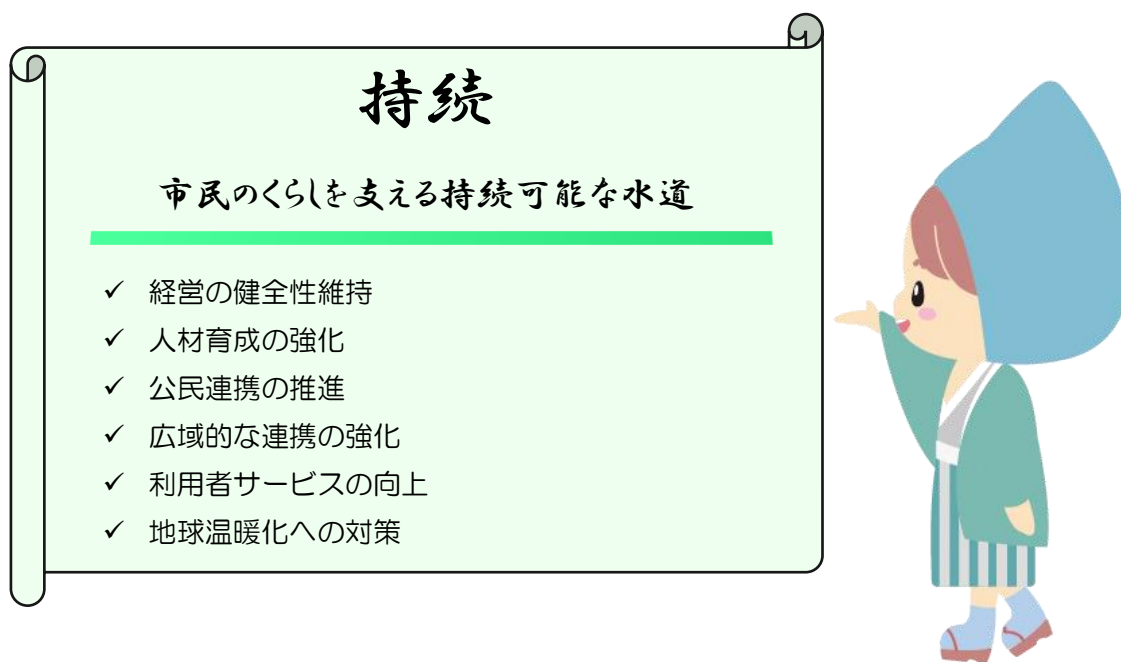 持続
市民のくらしを支える持続可能な水道
✓ 経営の健全性維持
✓ 人材育成の強化
✓ 公民連携の推進
✓ 広域的な連携の強化
✓ 利用者サービスの向上
✓ 地球温暖化への対策